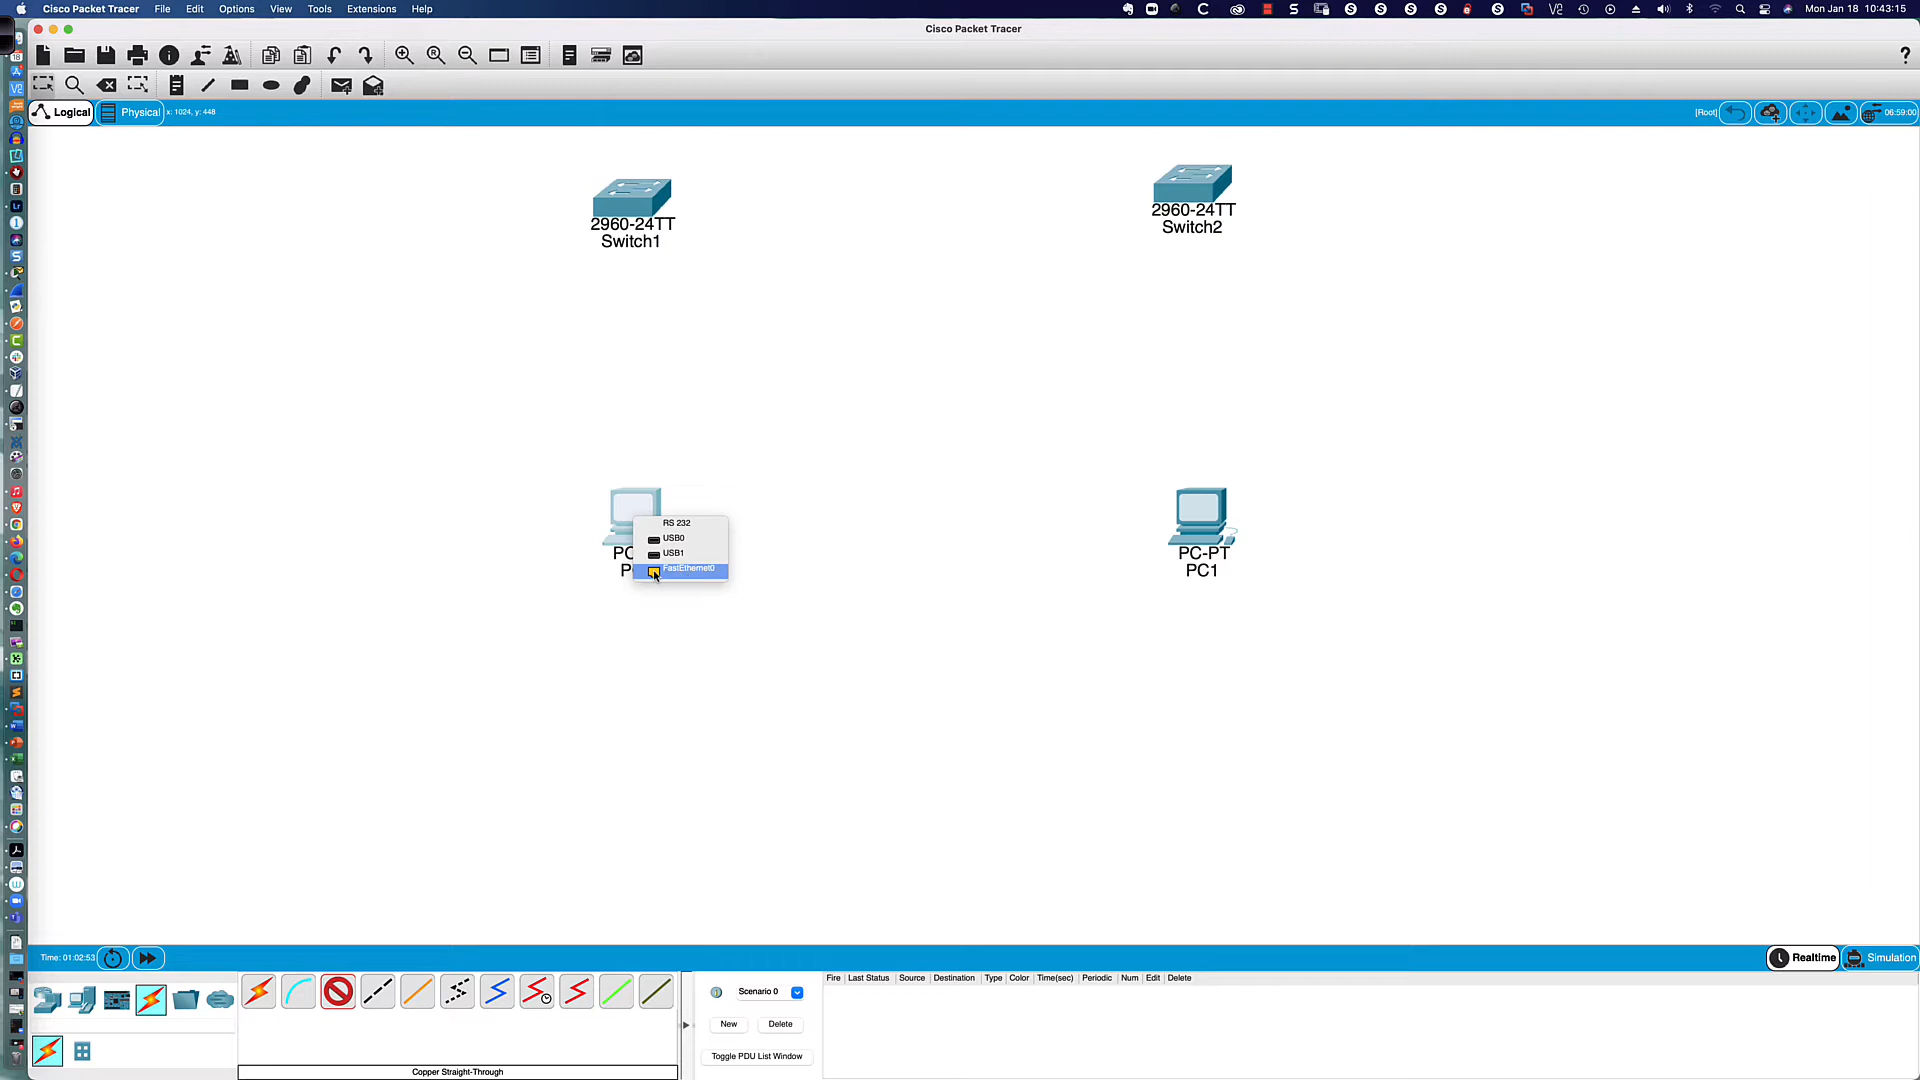 Cisco Packet Tracer File Edit Options View Tools Extensions Help Mon Jan 18 10:43:15
Cisco Packet Tracer
?
Logical Physical x: 1024, y: 448 [Root] 06:59:00
2960-24TT
Switch1
2960-24TT
Switch2
RS 232
USB0
USB1
FastEthernet0
PC-PT
PC1
Time: 01:02:53 Realtime Simulation
Fire Last Status Source Destination Type Color Time(sec) Periodic Num Edit Delete
Scenario 0
New Delete
Toggle PDU List Window
Copper Straight-Through